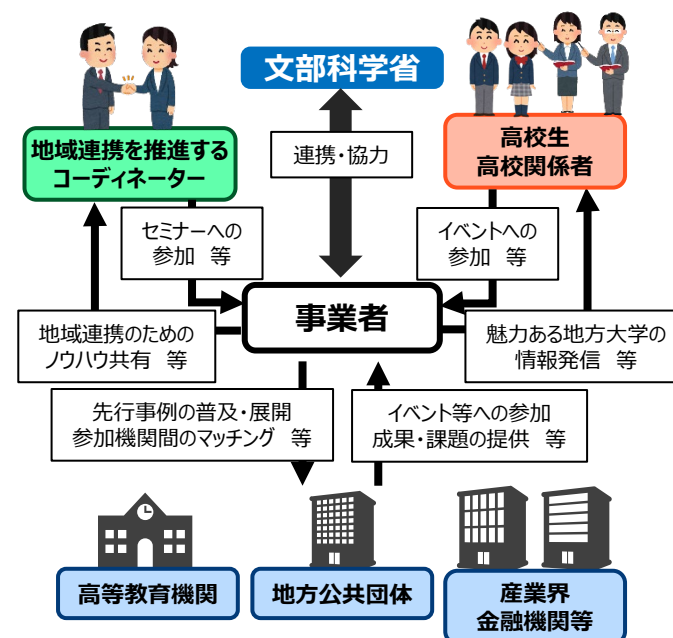 文部科学省
地域連携を推進する
コーディネーター
高校生
高校関係者
連携・協力
セミナーへの
参加 等
イベントへの
参加 等
事業者
地域連携のための
ノウハウ共有 等
魅力ある地方大学の
情報発信 等
先行事例の普及・展開
参加機関間のマッチング 等
イベント等への参加
成果・課題の提供 等
高等教育機関
地方公共団体
産業界
金融機関等